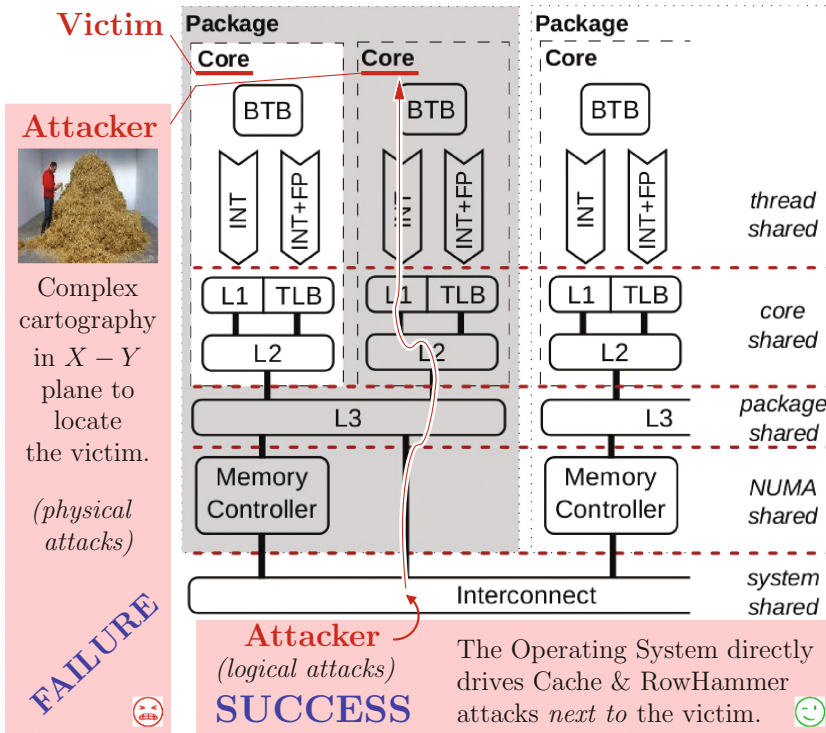 Victim
Package
Package
Core
Core
Core
BTB
BTB
BTB
Attacker
INT
INT+FP
INT
INT+FP
INT
INT+FP
thread
shared
Complex
cartography
in X − Y
plane to
locate
the victim.
(physical
attacks)
FAILURE
L1
TLB
L1
TLB
L1
TLB
L2
L2
L2
core
shared
L3
L3
package
shared
Memory
Controller
Memory
Controller
NUMA
shared
Interconnect
system
shared
Attacker
(logical attacks)
SUCCESS
The Operating System directly
drives Cache & RowHammer
attacks next to the victim.